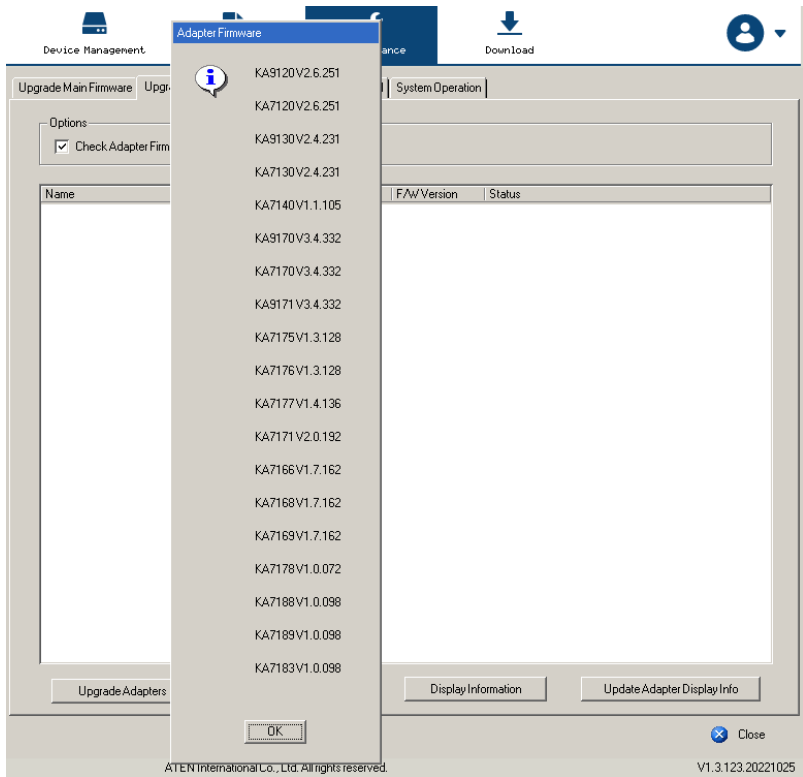 Device Management
ance
Download
Adapter Firmware
Upgrade Main Firmware
Upgr
System Operation
Options
Check Adapter Firm
Name
F/W Version
Status
KA9120V2.6.251
KA7120V2.6.251
KA9130V2.4.231
KA7130V2.4.231
KA7140V1.1.105
KA9170V3.4.332
KA7170V3.4.332
KA9171V3.4.332
KA7175V1.3.128
KA7176V1.3.128
KA7177V1.4.136
KA7171V2.0.192
KA7166V1.7.162
KA7168V1.7.162
KA7169V1.7.162
KA7178V1.0.072
KA7188V1.0.098
KA7189V1.0.098
KA7183V1.0.098
Upgrade Adapters
Display Information
Update Adapter Display Info
OK
Close
ATEN International Co., Ltd. All rights reserved.
V1.3.123.20221025